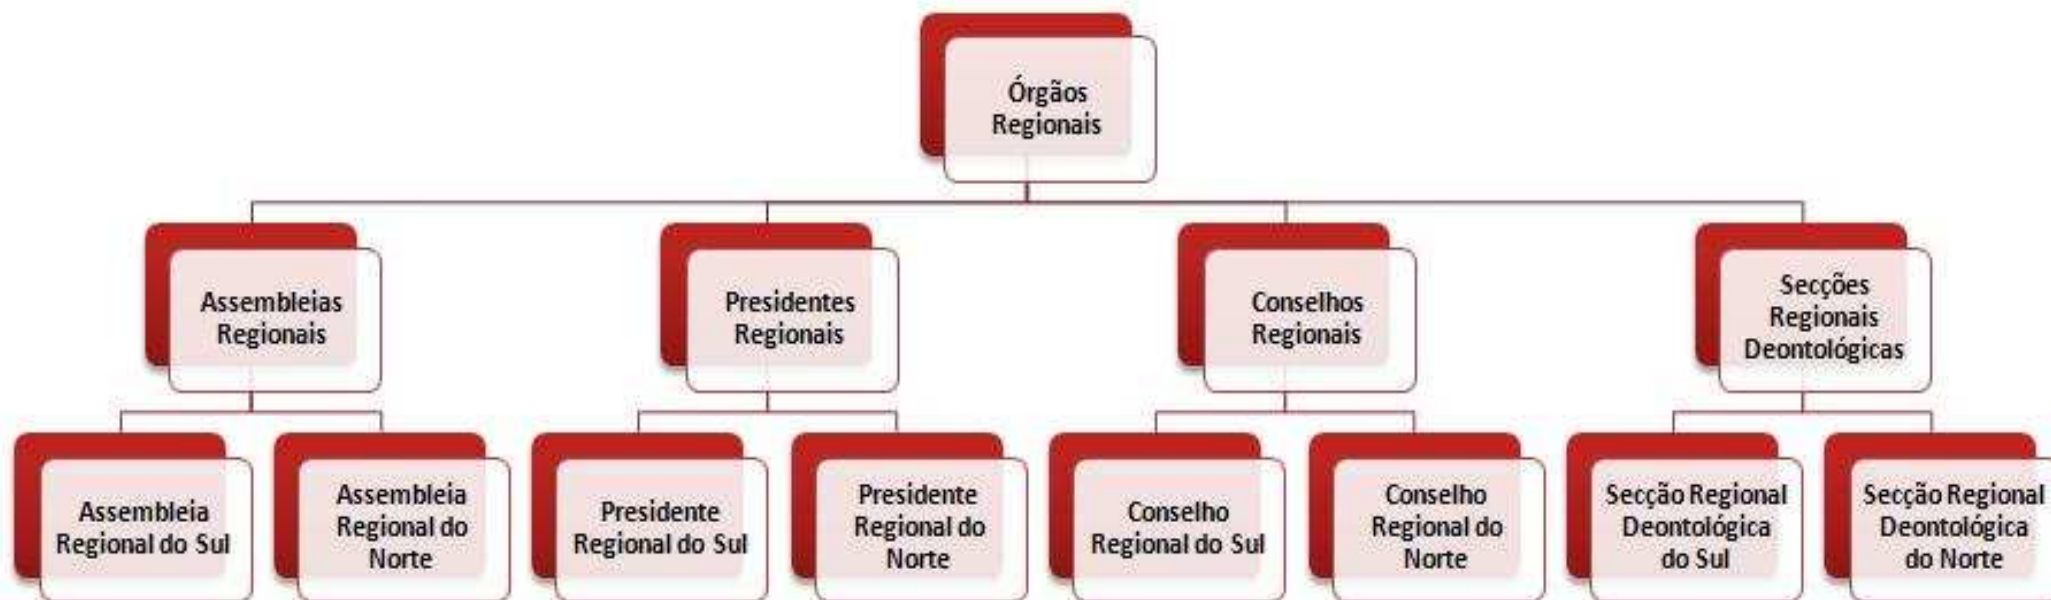 Órgãos
Regionais
Assembleias
Regionais
Presidentes
Regionais
Conselhos
Regionais
Secções
Regionais
Deontológicas
Assembleia
Regional do Sul
Assembleia
Regional do
Norte
Presidente
Regional do Sul
Presidente
Regional do
Norte
Conselho
Regional do Sul
Conselho
Regional do
Norte
Secção Regional
Deontológica
do Sul
Secção Regional
Deontológica
do Norte